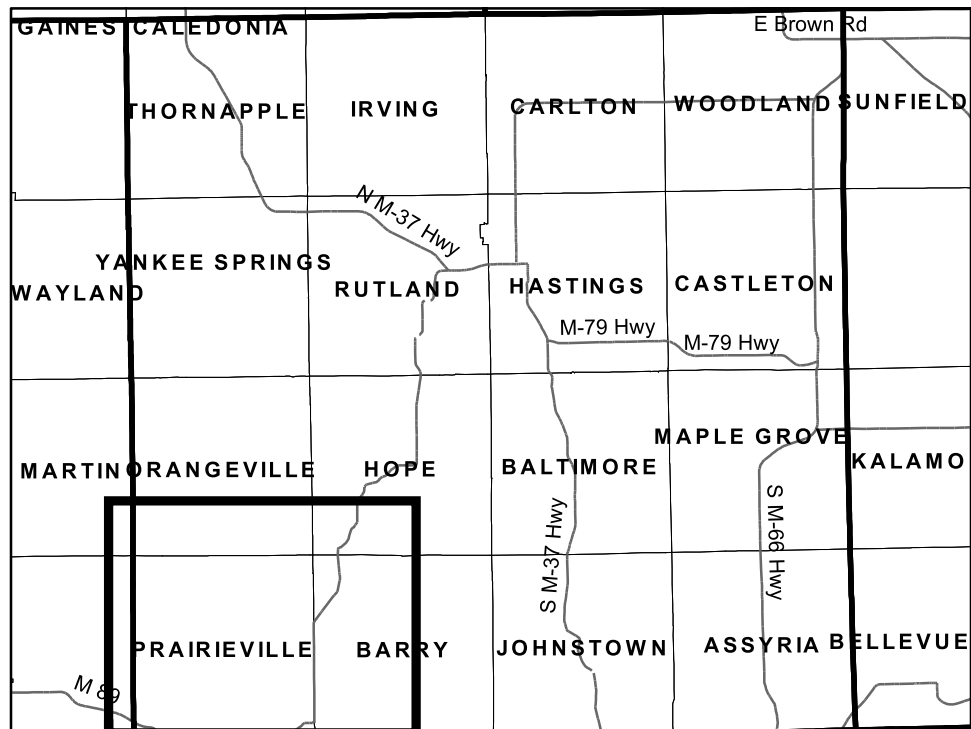 E Brown Rd
GAINES
CALEDONIA
THORNAPPLE
IRVING
CARLTON
WOODLAND
SUNFIELD
N M-37 Hwy
YANKEE SPRINGS
WAYLAND
RUTLAND
HASTINGS
CASTLETON
M-79 Hwy
M-79 Hwy
MAPLE GROVE
MARTIN
ORANGEVILLE
HOPE
BALTIMORE
KALAMO
S M-37 Hwy
S M-66 Hwy
PRAIRIEVILLE
BARRY
JOHNSTOWN
ASSYRIA
BELLEVUE
M 89